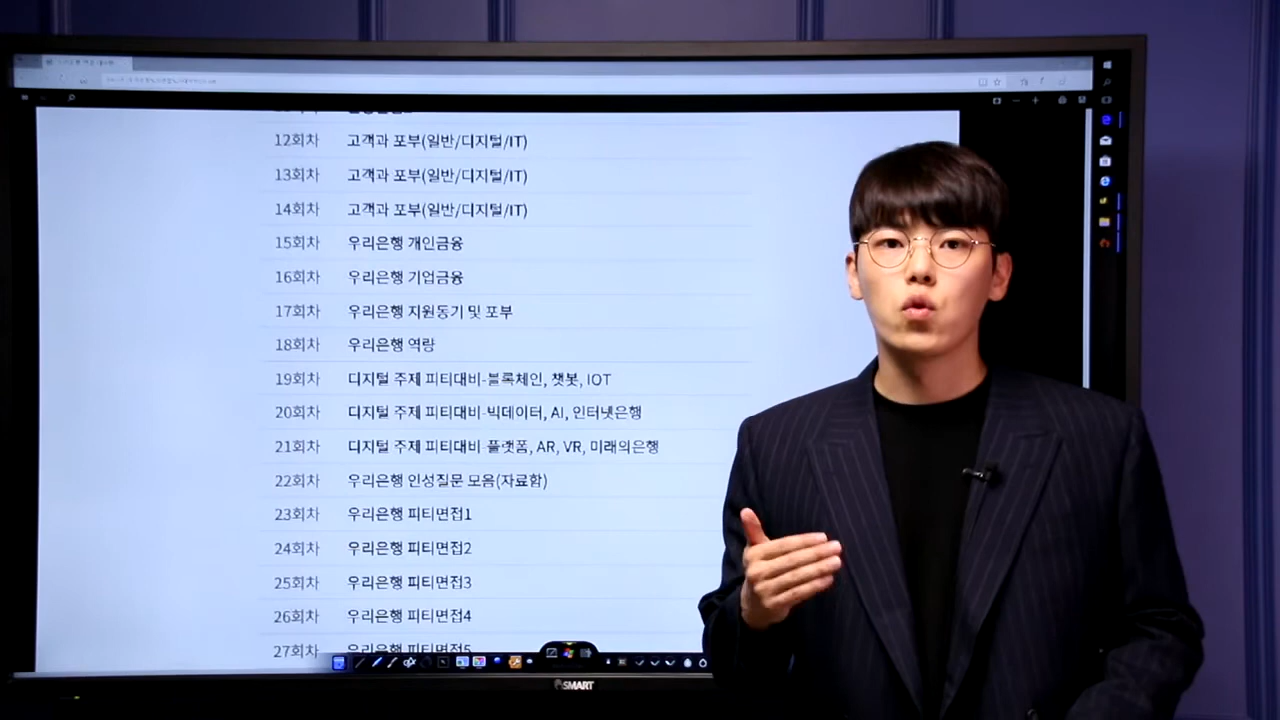 12회차 고객과 포부(일반/디지털/IT)
13회차 고객과 포부(일반/디지털/IT)
14회차 고객과 포부(일반/디지털/IT)
15회차 우리은행 개인금융
16회차 우리은행 기업금융
17회차 우리은행 지원동기 및 포부
18회차 우리은행 역량
19회차 디지털 주제 피티대비-블록체인, 챗봇, IOT
20회차 디지털 주제 피티대비-빅데이터, AI, 인터넷은행
21회차 디지털 주제 피티대비-플랫폼, AR, VR, 미래의은행
22회차 우리은행 인성질문 모음(자료함)
23회차 우리은행 피티면접1
24회차 우리은행 피티면접2
25회차 우리은행 피티면접3
26회차 우리은행 피티면접4
27회차 우리은행 피티면접5
SMART